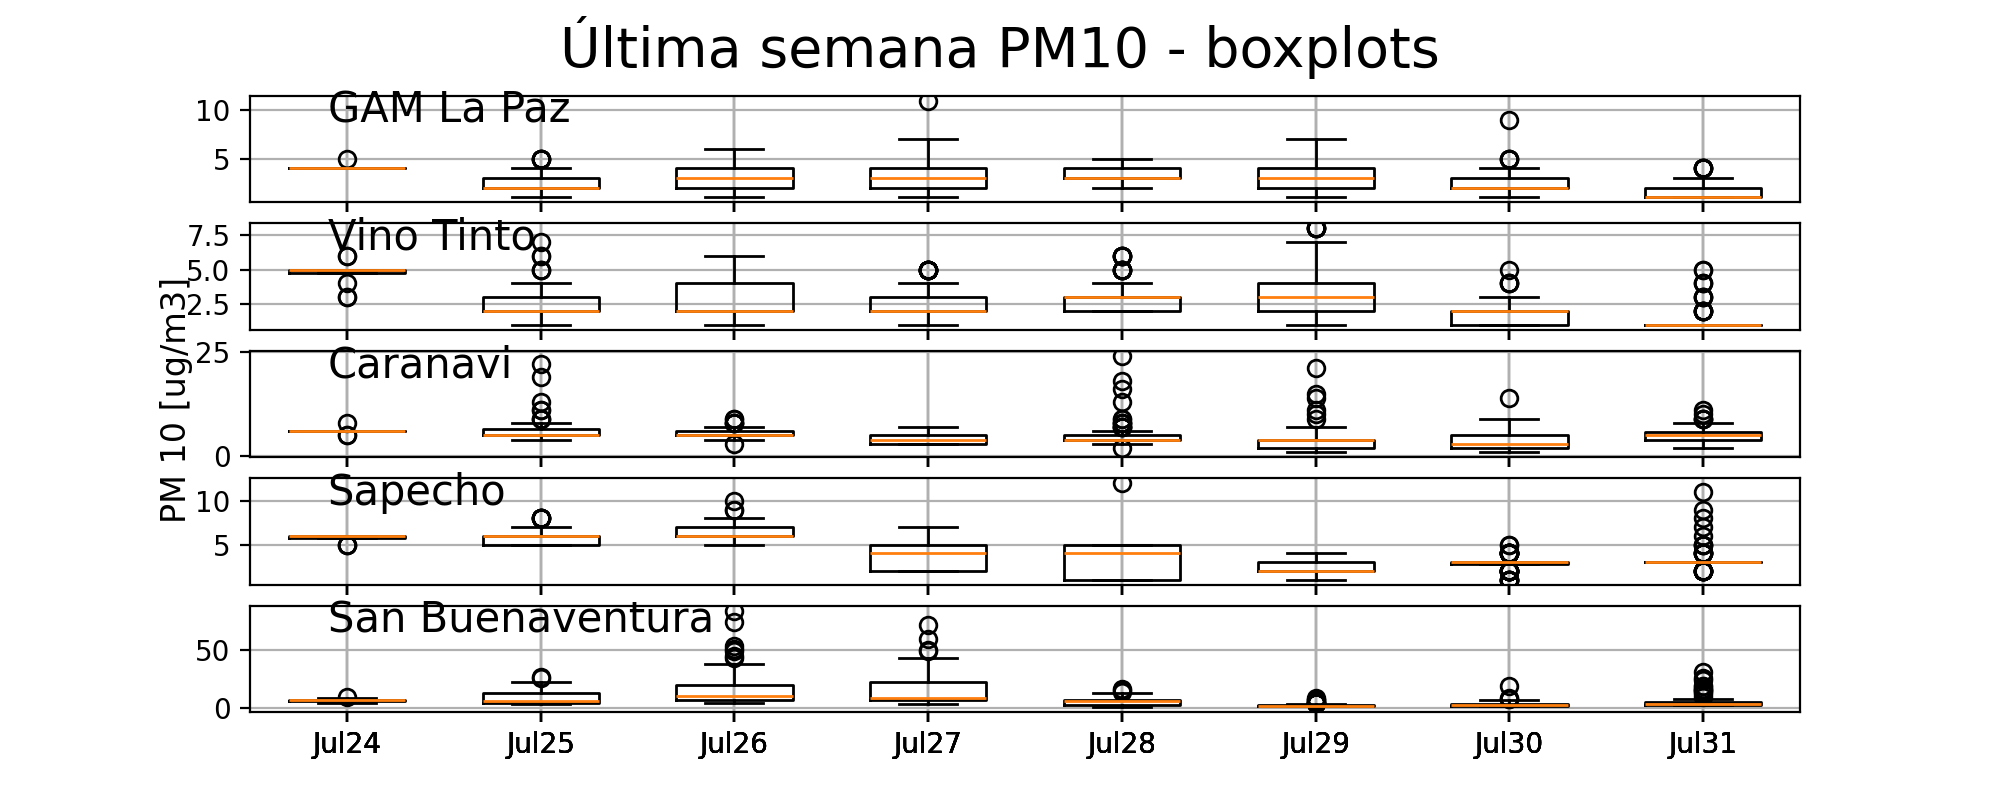 Última semana PM10 - boxplots
GAM La Paz
10
5
Vino Tinto
7.5
5.0
2.5
PM 10 [ug/m3]
Caranavi
25
0
Sapecho
10
5
San Buenaventura
50
0
Jul24 Jul25 Jul26 Jul27 Jul28 Jul29 Jul30 Jul31